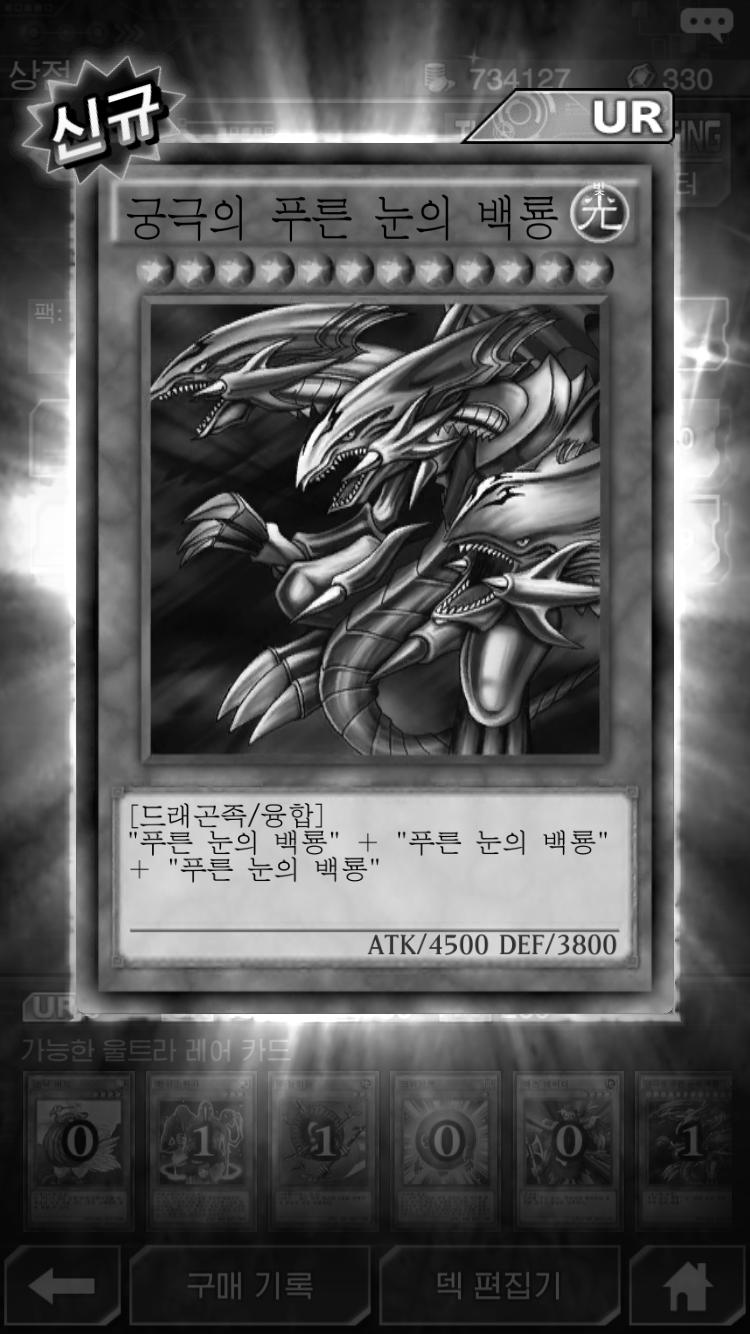 상점
734127
330
신규
UR
궁극의 푸른 눈의 백룡
빛
光
팩:
[드래곤족/융합]
"푸른 눈의 백룡" + "푸른 눈의 백룡"
+ "푸른 눈의 백룡"
ATK/4500 DEF/3800
UR
가능한 울트라 레어 카드
0 1 1 0 0 1
구매 기록
덱 편집기